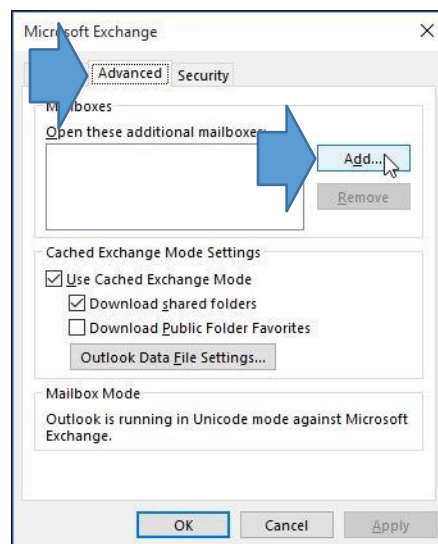 Microsoft Exchange
Advanced
Security
Mailboxes
Open these additional mailboxes:
Add...
Remove
Cached Exchange Mode Settings
Use Cached Exchange Mode
Download shared folders
Download Public Folder Favorites
Outlook Data File Settings...
Mailbox Mode
Outlook is running in Unicode mode against Microsoft
Exchange.
OK
Cancel
Apply